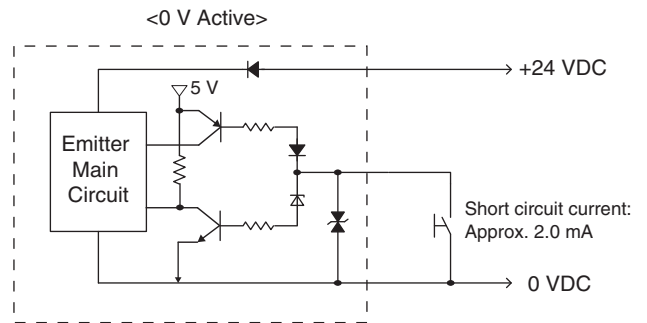 <0 V Active>
+24 VDC
5 V
Emitter
Main
Circuit
Short circuit current:
Approx. 2.0 mA
0 VDC